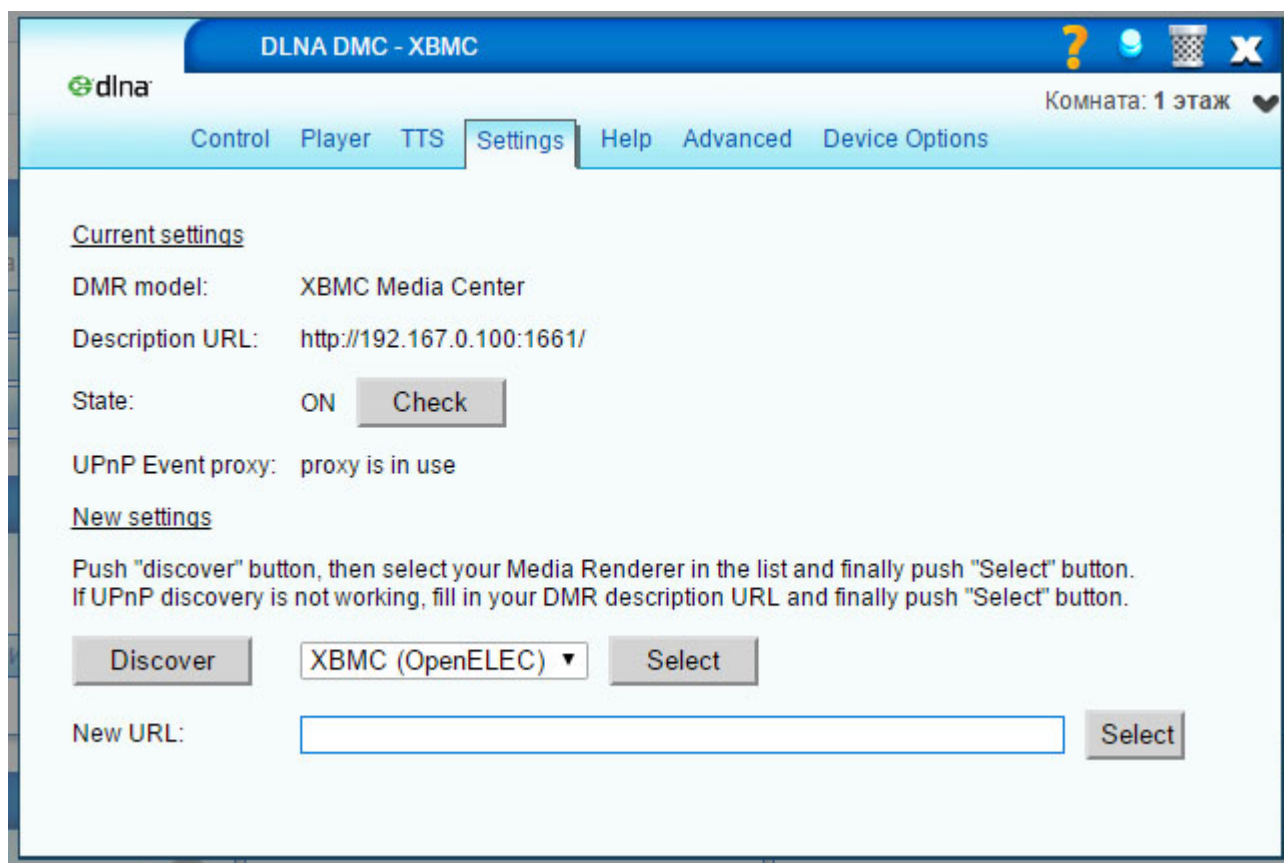 DLNA DMC - XBMC
dlna
Комната: 1 этаж
Control Player TTS Settings Help Advanced Device Options
Current settings
DMR model: XBMC Media Center
Description URL: http://192.167.0.100:1661/
State: ON Check
UPnP Event proxy: proxy is in use
New settings
Push "discover" button, then select your Media Renderer in the list and finally push "Select" button.
If UPnP discovery is not working, fill in your DMR description URL and finally push "Select" button.
Discover XBMC (OpenELEC) Select
New URL: Select